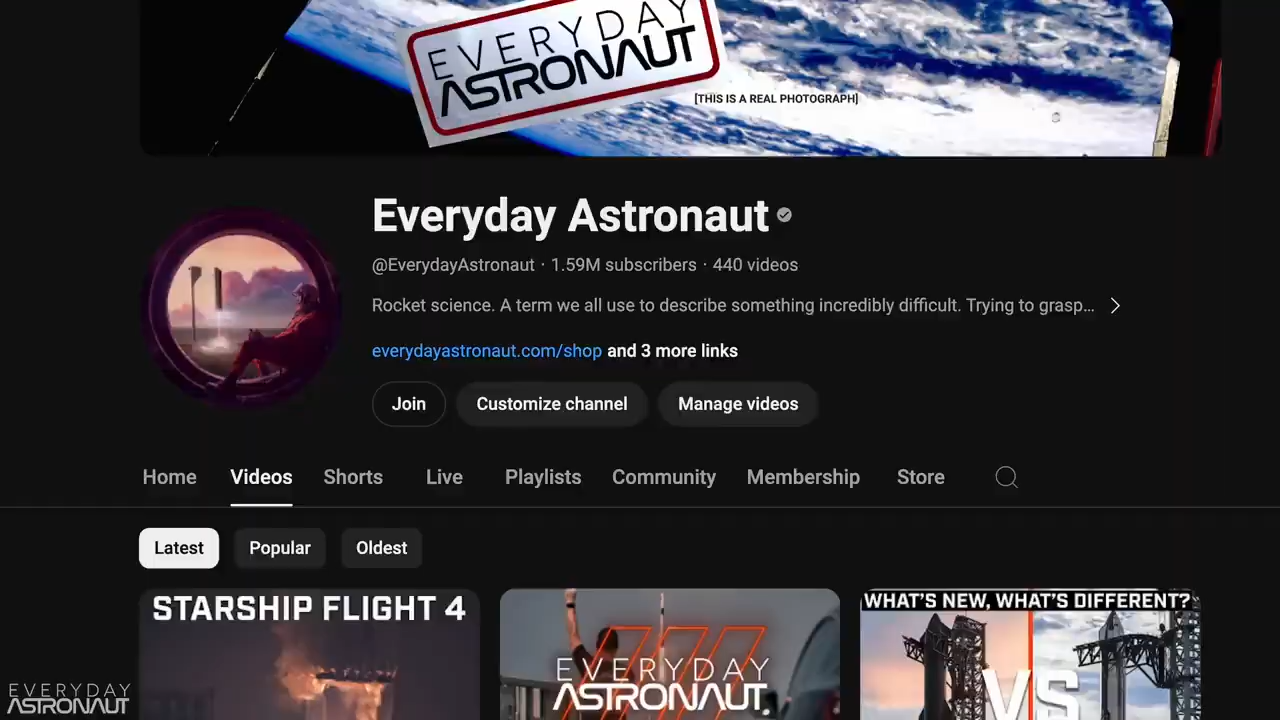 EVERYDAY
ASTRONAUT
[THIS IS A REAL PHOTOGRAPH]
Everyday Astronaut
@EverydayAstronaut · 1.59M subscribers · 440 videos
Rocket science. A term we all use to describe something incredibly difficult. Trying to grasp...
everydayastronaut.com/shop and 3 more links
Join Customize channel Manage videos
Home Videos Shorts Live Playlists Community Membership Store
Latest Popular Oldest
STARSHIP FLIGHT 4
EVERYDAY
ASTRONAUT
WHAT'S NEW, WHAT'S DIFFERENT?
VS
EVERYDAY
ASTRONAUT